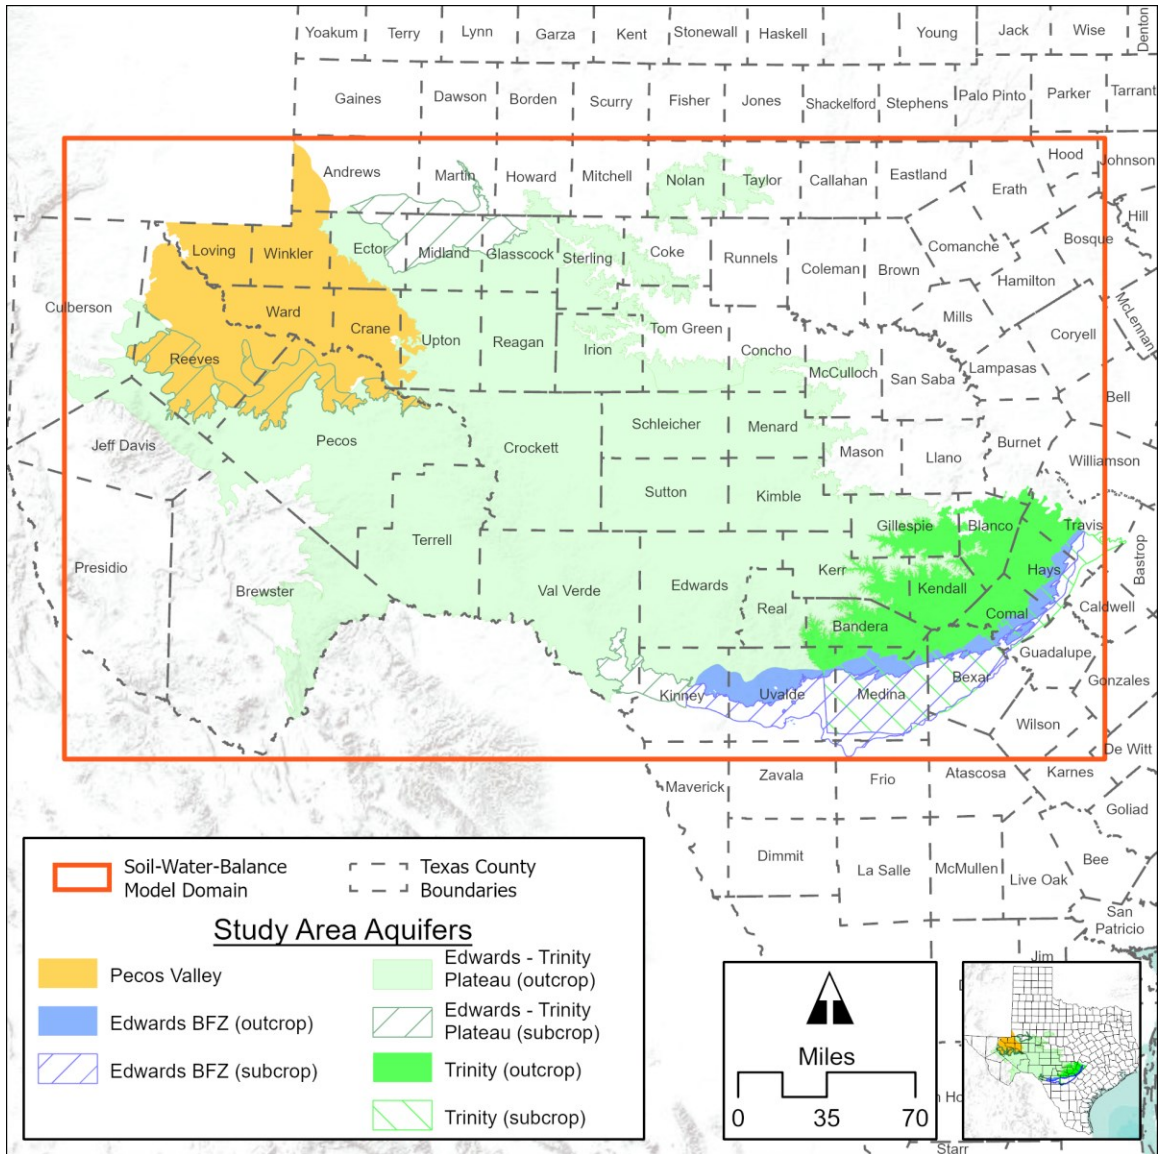 Yoakum Terry Lynn Garza Kent Stonewall Haskell Young Jack Wise Denton
Gaines Dawson Borden Scurry Fisher Jones Shackelford Stephens Palo Pinto Parker Tarrant
Andrews Martin Howard Mitchell Nolan Taylor Callahan Eastland Erath Hood Johnson
Loving Winkler Ector Midland Glasscock Sterling Coke Runnels Coleman Brown Comanche Hamilton Bosque Hill
Culberson Ward Crane Upton Reagan Irion Tom Green Concho Mills Coryell McLennan
Reeves McCulloch San Saba Lampasas Bell
Jeff Davis Pecos Crockett Schleicher Menard Mason Llano Burnet Williamson
Sutton Kimble
Presidio Terrell Gillespie Blanco Travis Bastrop
Brewster Val Verde Edwards Real Kerr Kendall Hays Caldwell
Bandera Comal Guadalupe
Kinney Uvalde Medina Bexar Gonzales
Wilson De Witt
Maverick Zavala Frio Atascosa Karnes Goliad
Dimmit La Salle McMullen Live Oak Bee
San
Patricio
Jim
Starr
Soil-Water-Balance
Model Domain
Texas County
Boundaries
Study Area Aquifers
Pecos Valley
Edwards BFZ (outcrop)
Edwards BFZ (subcrop)
Edwards - Trinity
Plateau (outcrop)
Edwards - Trinity
Plateau (subcrop)
Trinity (outcrop)
Trinity (subcrop)
Miles
0 35 70